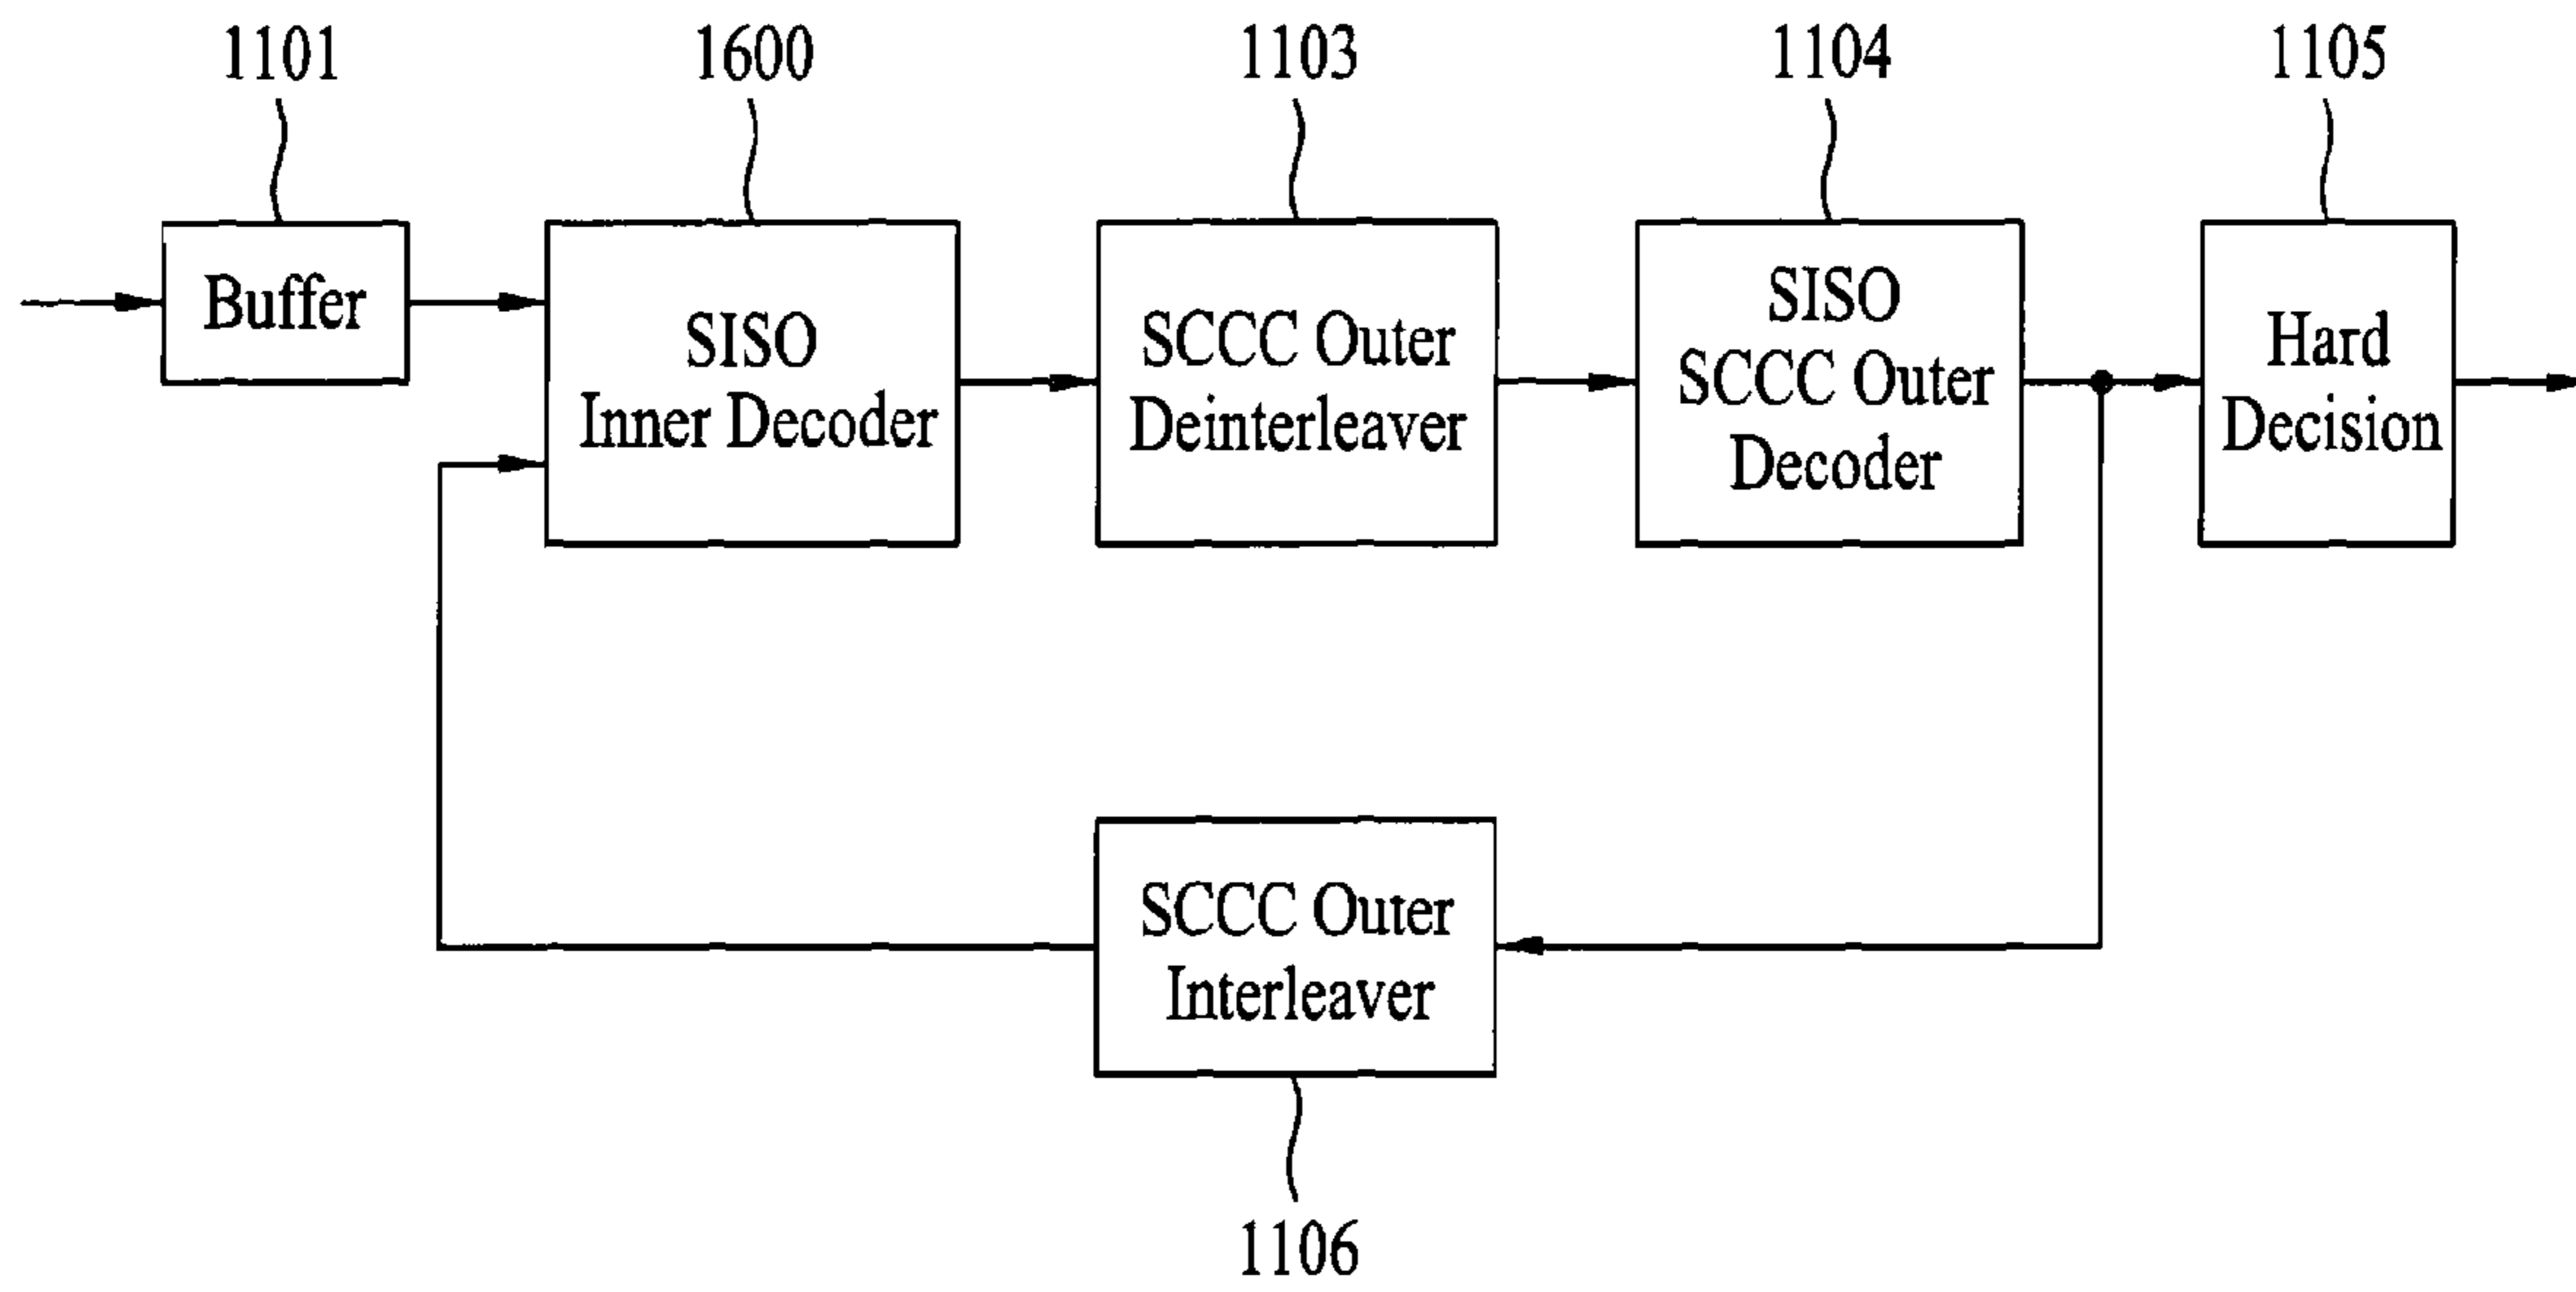 1101
1600
1103
1104
1105
Buffer
SISO
Inner Decoder
SCCC Outer
Deinterleaver
SISO
SCCC Outer
Decoder
Hard
Decision
SCCC Outer
Interleaver
1106